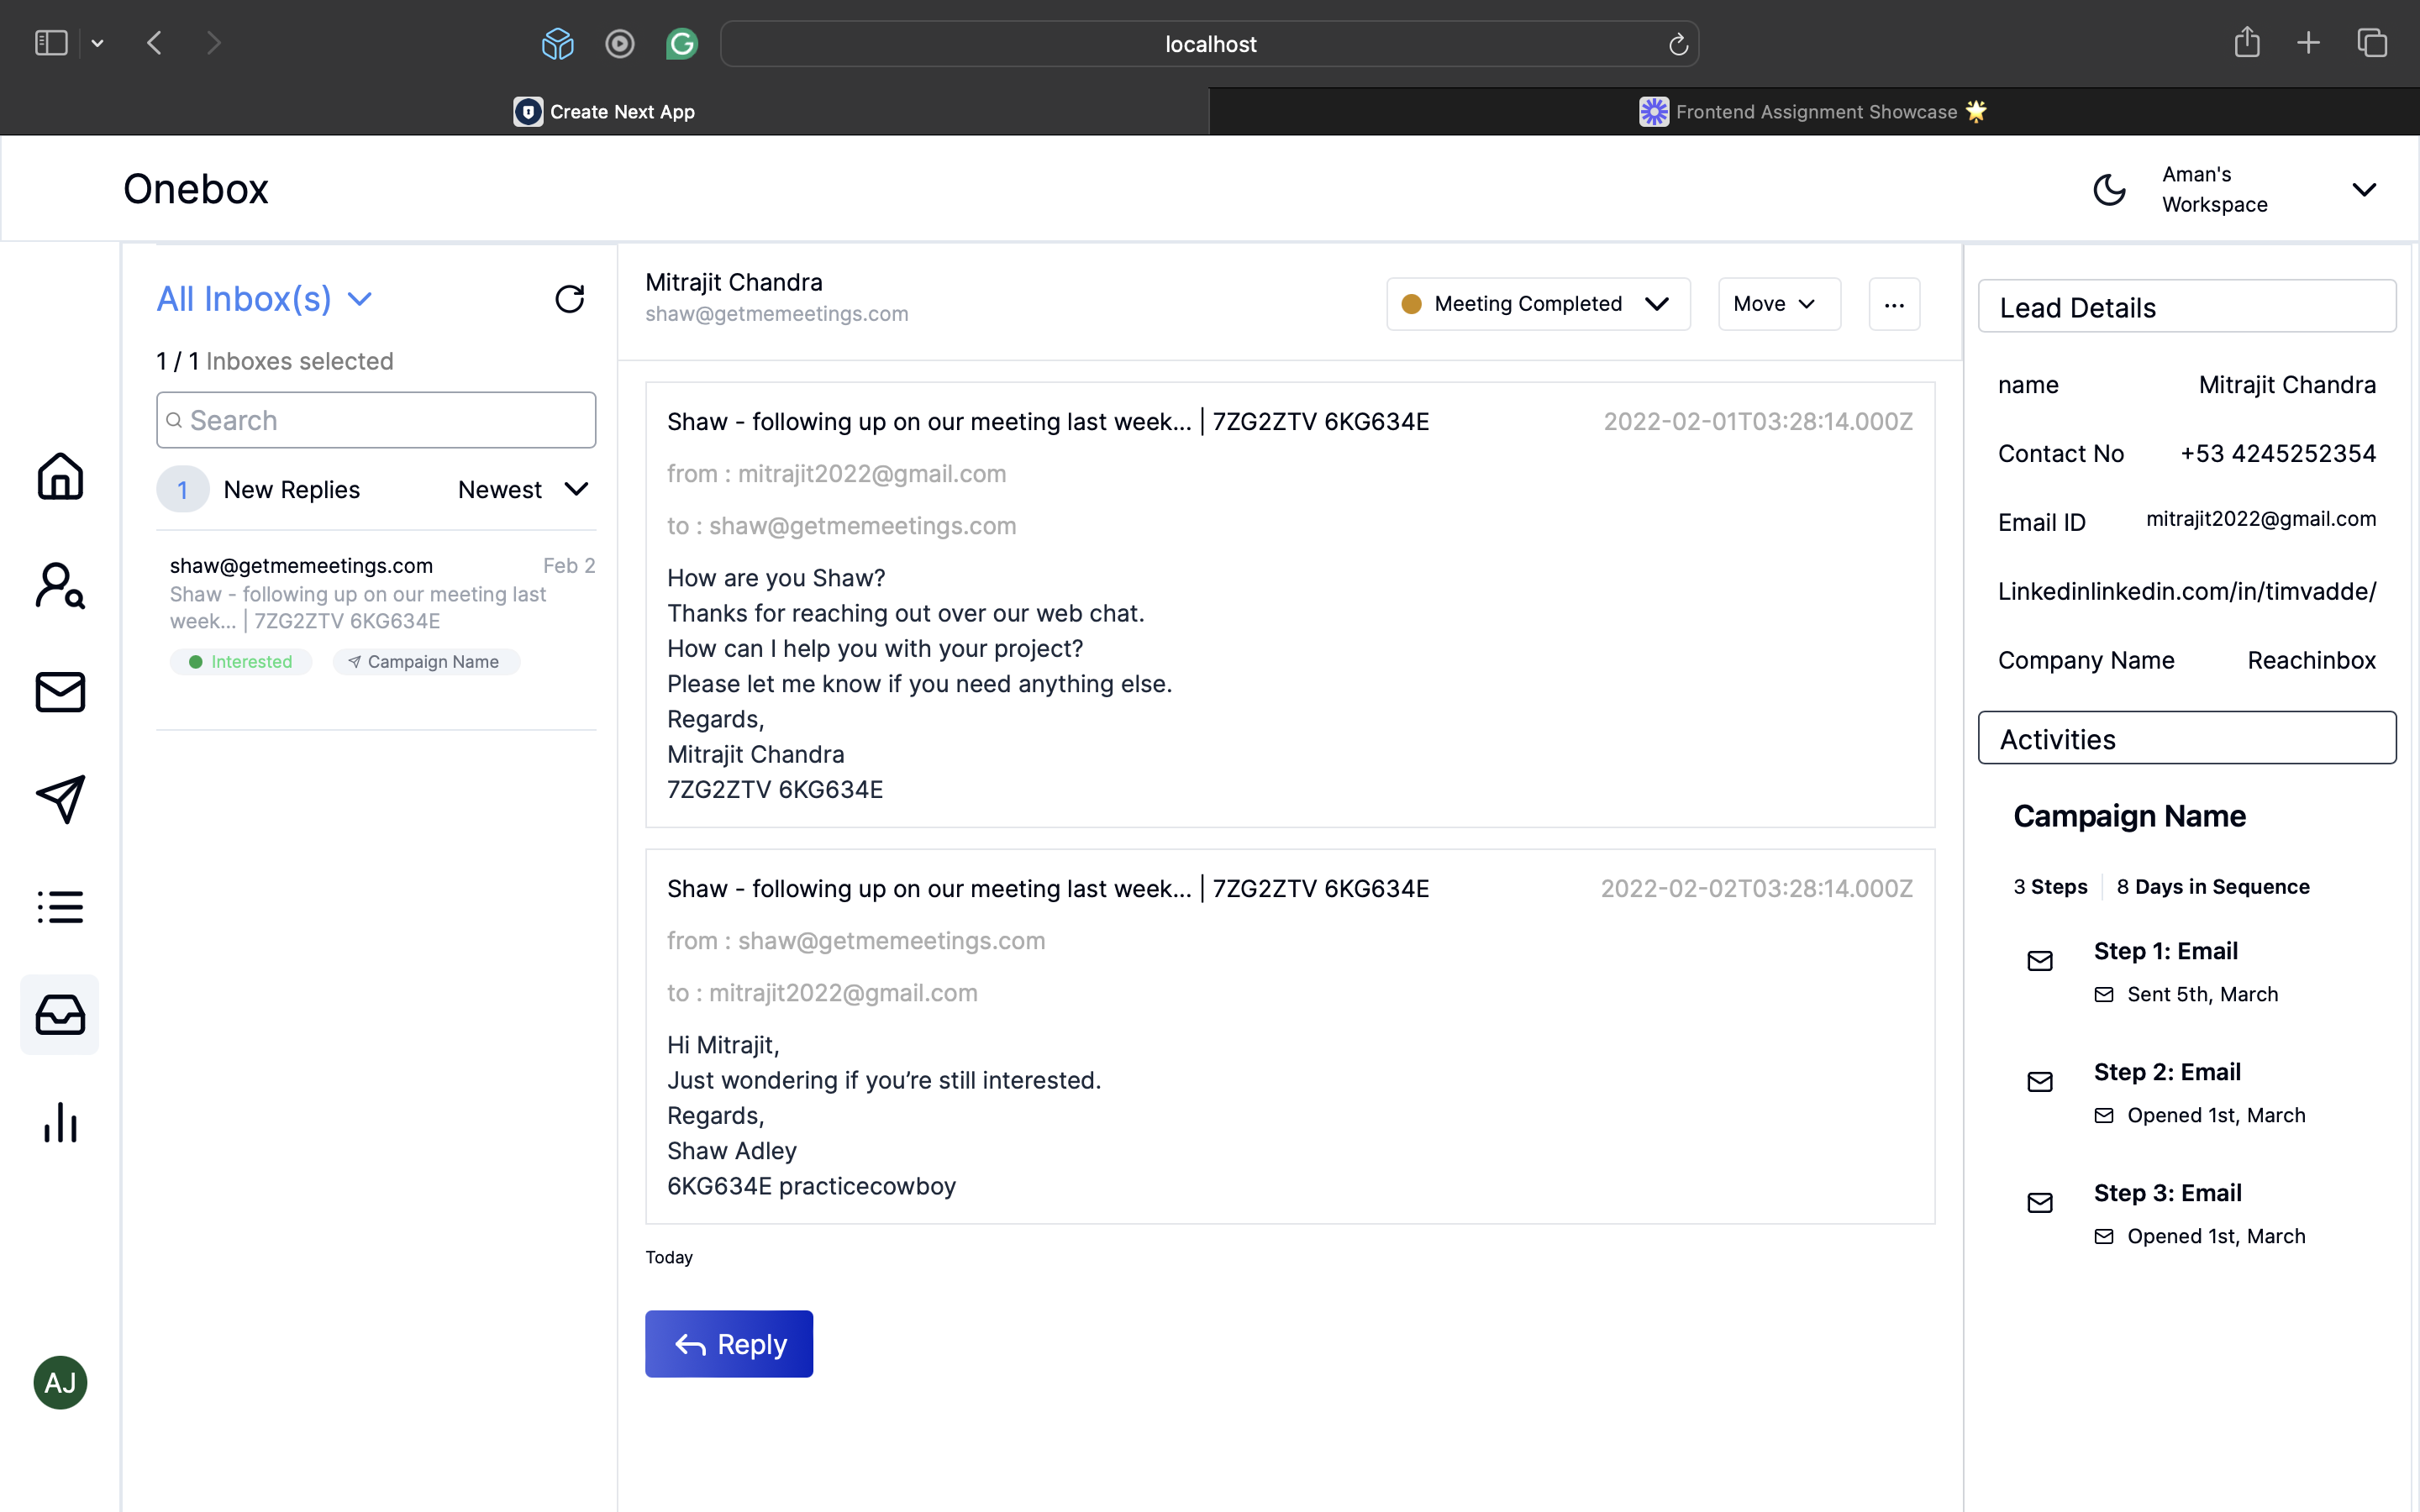 localhost
Create Next App
Frontend Assignment Showcase 🌟
Onebox
Aman's
Workspace
All Inbox(s)
1 / 1 Inboxes selected
Search
1 New Replies Newest
shaw@getmemeetings.com Feb 2
Shaw - following up on our meeting last
week... | 7ZG2ZTV 6KG634E
Interested Campaign Name
AJ
Mitrajit Chandra
shaw@getmemeetings.com
Meeting Completed Move ...
Shaw - following up on our meeting last week... | 7ZG2ZTV 6KG634E 2022-02-01T03:28:14.000Z
from : mitrajit2022@gmail.com
to : shaw@getmemeetings.com
How are you Shaw?
Thanks for reaching out over our web chat.
How can I help you with your project?
Please let me know if you need anything else.
Regards,
Mitrajit Chandra
7ZG2ZTV 6KG634E
Shaw - following up on our meeting last week... | 7ZG2ZTV 6KG634E 2022-02-02T03:28:14.000Z
from : shaw@getmemeetings.com
to : mitrajit2022@gmail.com
Hi Mitrajit,
Just wondering if you’re still interested.
Regards,
Shaw Adley
6KG634E practicecowboy
Today
Reply
Lead Details
name Mitrajit Chandra
Contact No +53 4245252354
Email ID mitrajit2022@gmail.com
Linkedinlinkedin.com/in/timvadde/
Company Name Reachinbox
Activities
Campaign Name
3 Steps 8 Days in Sequence
Step 1: Email
Sent 5th, March
Step 2: Email
Opened 1st, March
Step 3: Email
Opened 1st, March